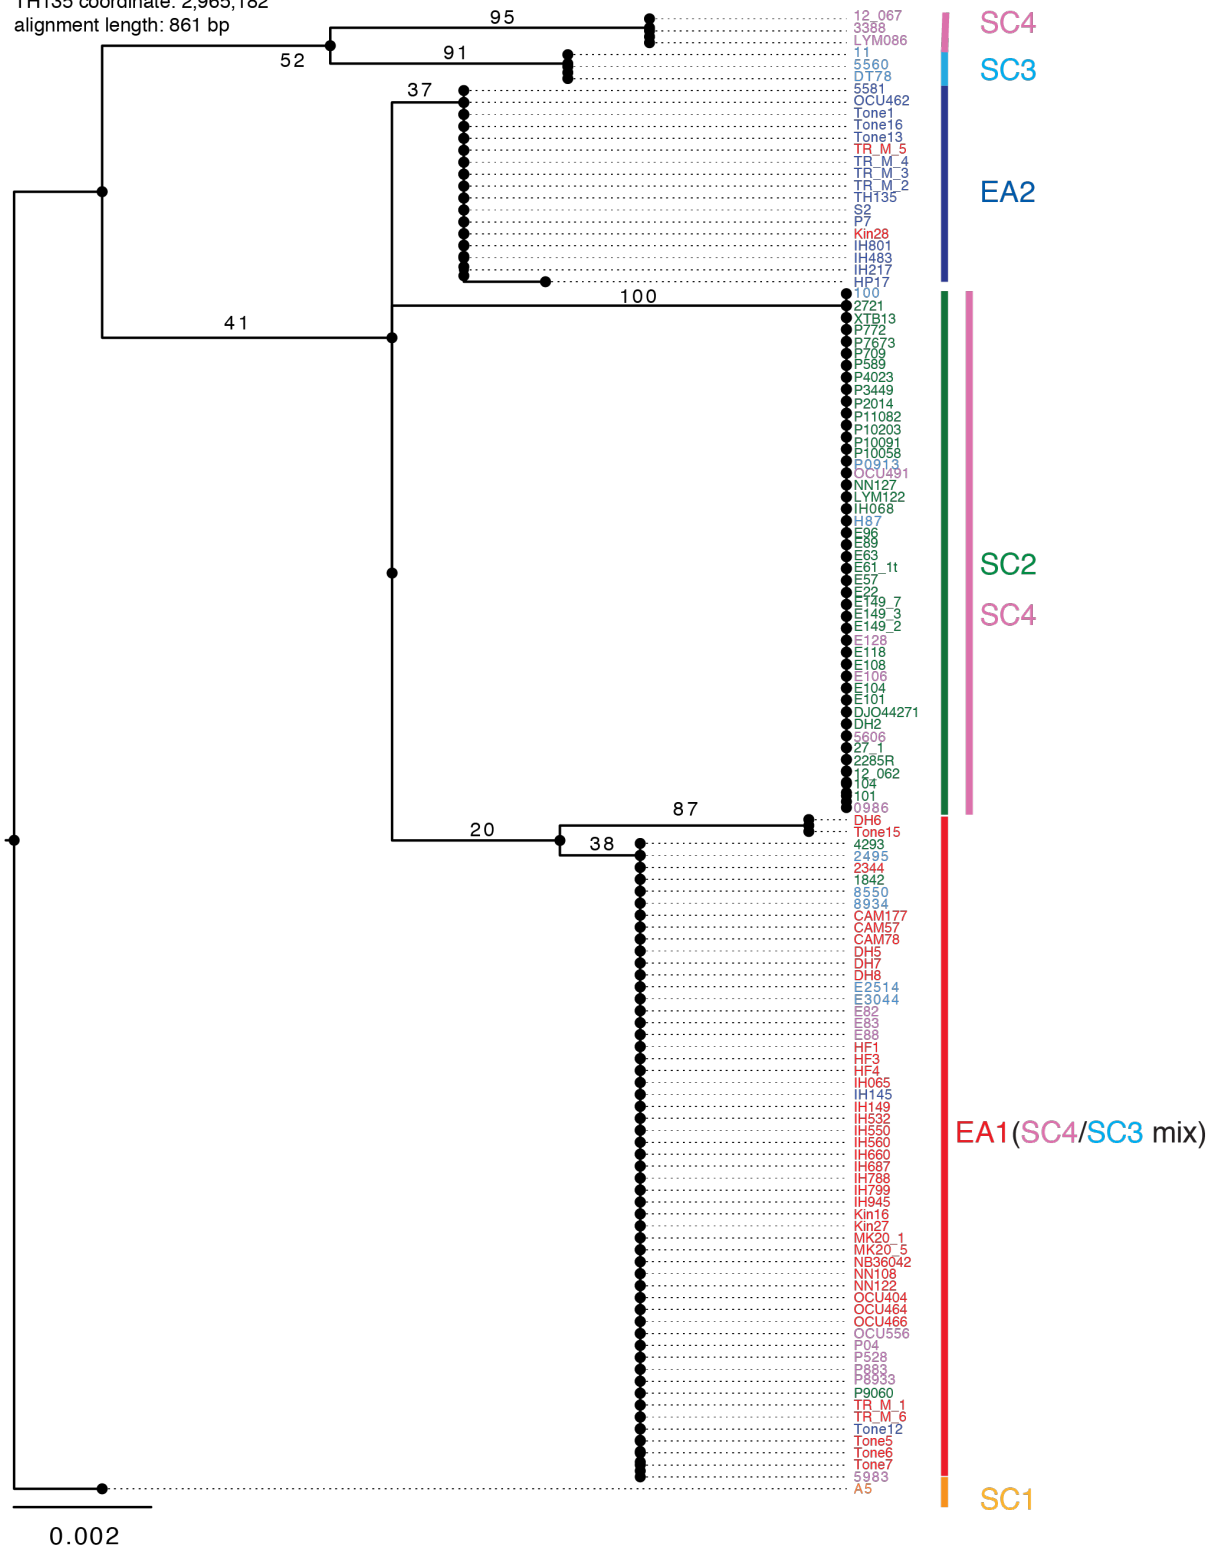 TH135 coordinate: 2,965,182
alignment length: 861 bp
95
12_067
3388
LYM086
SC4
52
91
11
5560
DT78
SC3
37
5581
OCU462
Tone1
Tone16
Tone13
TR_M_5
TR_M_4
TR_M_3
TR_M_2
TH135
S2
P7
Kin28
IH801
IH483
IH217
HP17
EA2
41
100
100
2721
XTB13
P772
P7673
P709
P589
P4023
P3449
P2014
P11082
P10203
P10091
P10058
P0913
OCU491
NN127
LYM122
IH068
H87
E96
E89
E63
E61_1t
E57
E22
E149_7
E149_3
E149_2
E128
E118
E108
E106
E104
E101
DJO44271
DH2
5606
27_1
2285R
12_062
104
101
0986
SC2
SC4
20
87
DH6
Tone15
38
4293
2495
2344
1842
8550
8934
CAM177
CAM57
CAM78
DH5
DH7
DH8
E2514
E3044
E82
E83
E88
HF1
HF3
HF4
IH065
IH145
IH149
IH532
IH550
IH560
IH660
IH687
IH788
IH799
IH945
Kin16
Kin27
MK20_1
MK20_5
NB36042
NN108
NN122
OCU404
OCU464
OCU466
OCU556
P04
P528
P883
P8933
P9060
TR_M_1
TR_M_6
Tone12
Tone5
Tone6
Tone7
5983
EA1(SC4/SC3 mix)
A5
SC1
0.002